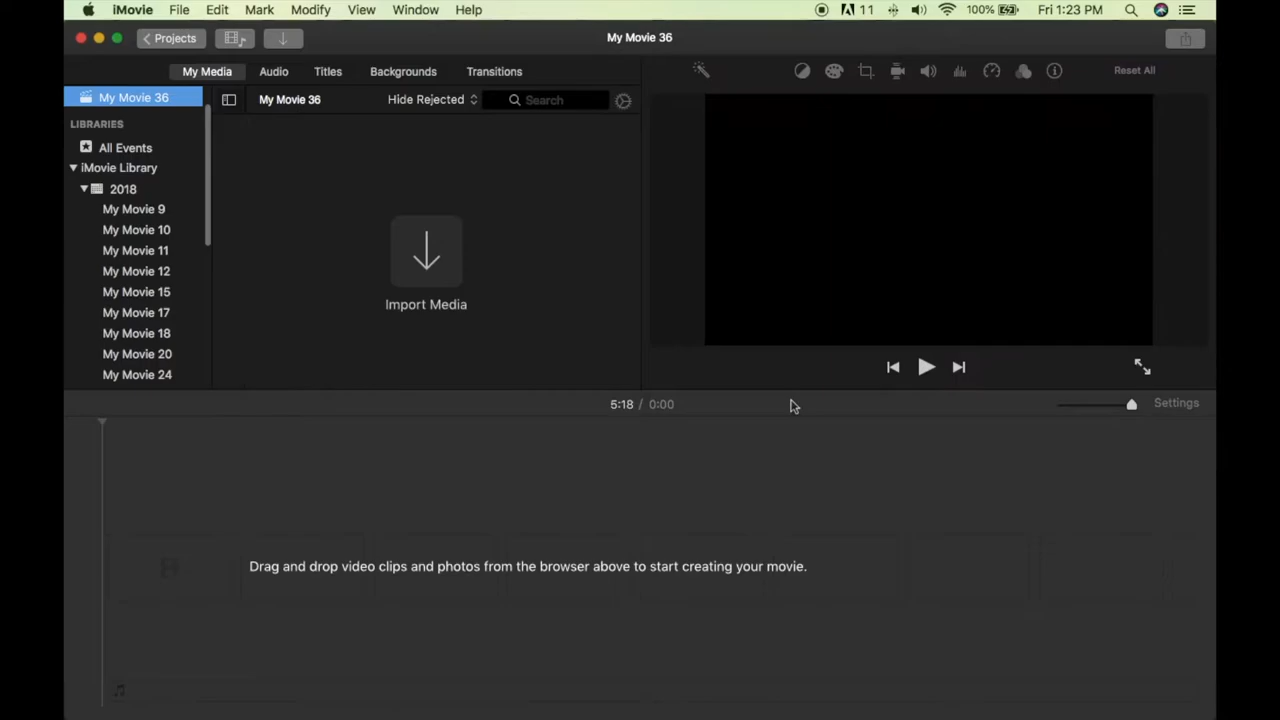 iMovie File Edit Mark Modify View Window Help 11 100% Fri 1:23 PM
Projects My Movie 36
My Media Audio Titles Backgrounds Transitions Reset All
My Movie 36 My Movie 36 Hide Rejected Search
LIBRARIES
All Events
iMovie Library
2018
My Movie 9
My Movie 10
My Movie 11
My Movie 12
My Movie 15
My Movie 17
My Movie 18
My Movie 20
My Movie 24
Import Media
5:18 / 0:00 Settings
Drag and drop video clips and photos from the browser above to start creating your movie.